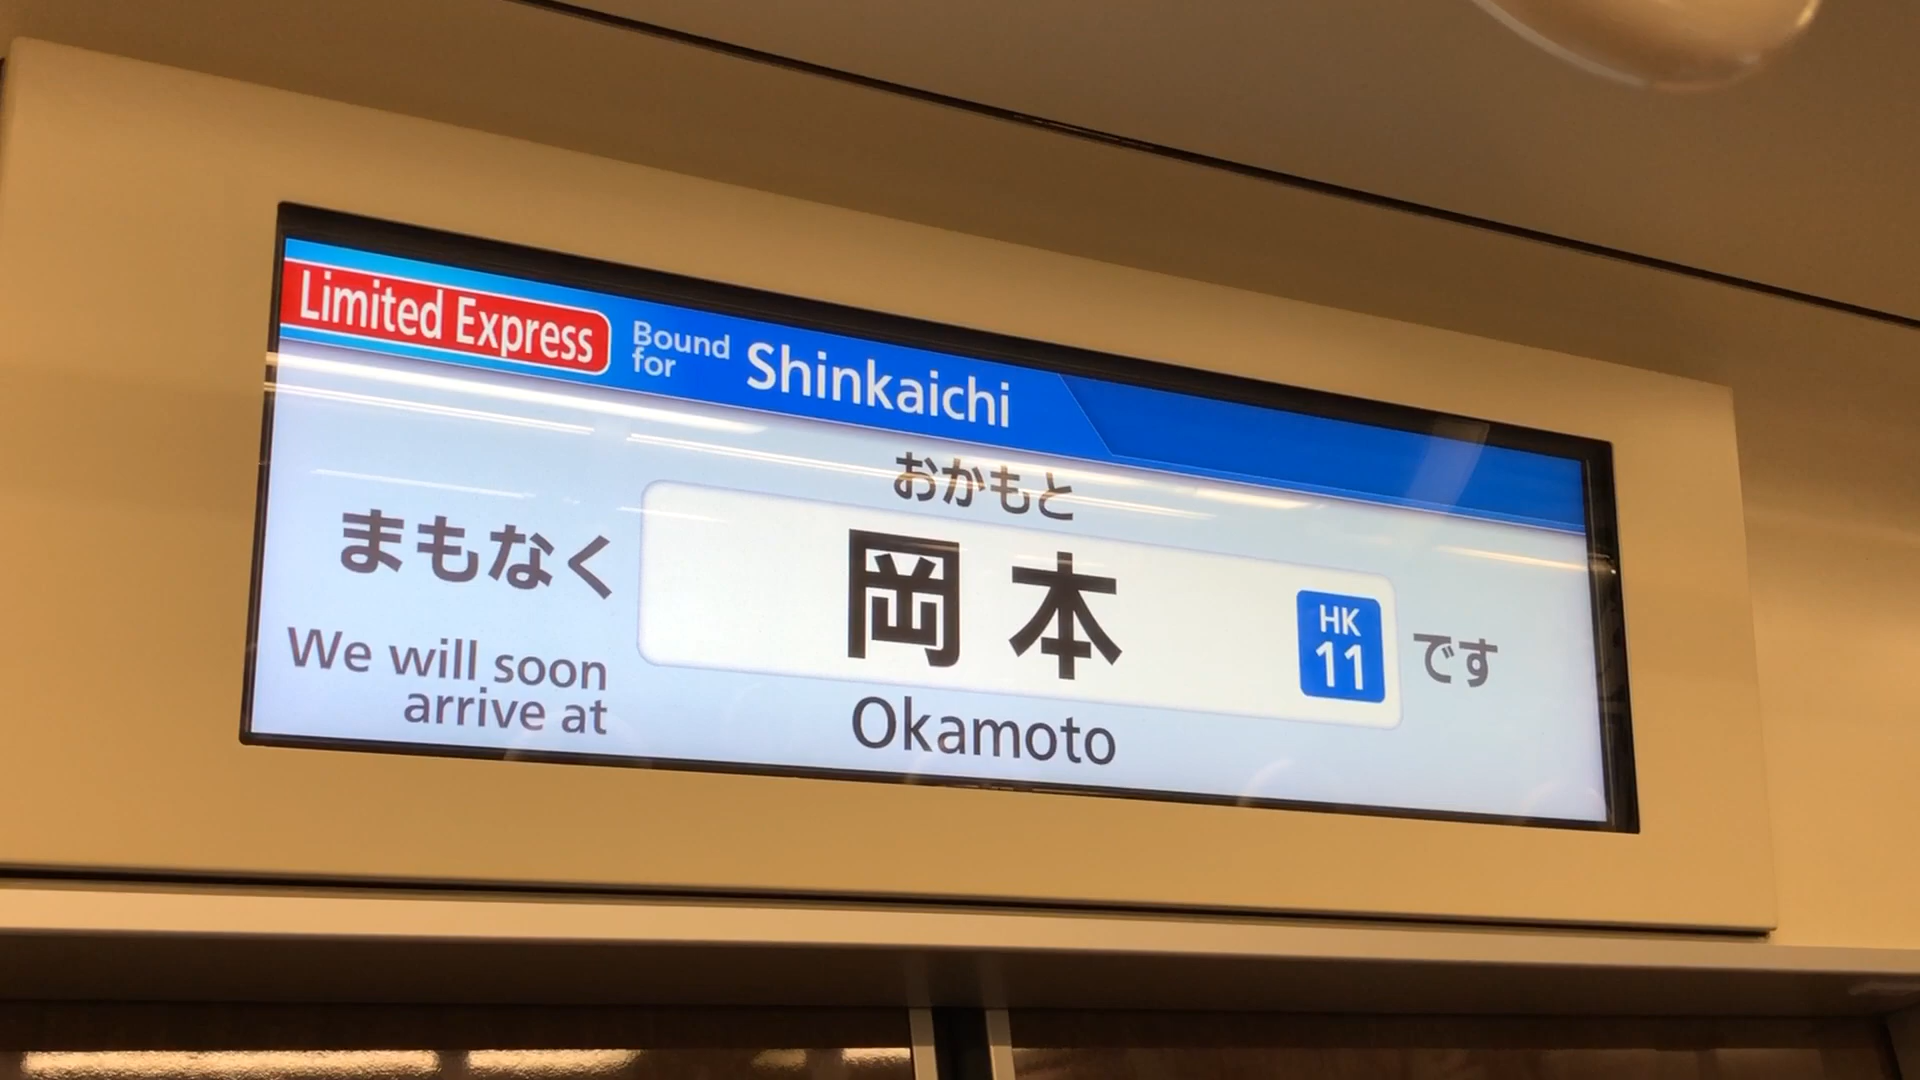 Limited Express
Bound for
Shinkaichi
おかもと
まもなく
岡本
HK
11
です
We will soon
arrive at
Okamoto